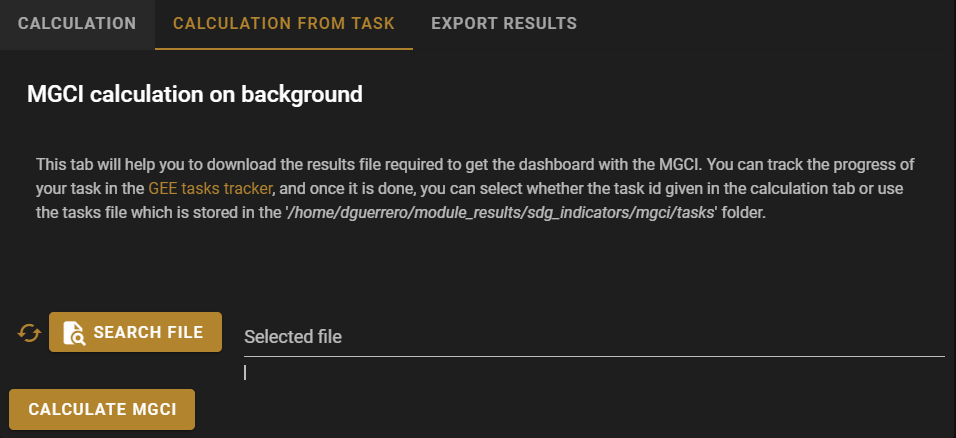 CALCULATION CALCULATION FROM TASK EXPORT RESULTS
MGCI calculation on background
This tab will help you to download the results file required to get the dashboard with the MGCI. You can track the progress of
your task in the GEE tasks tracker, and once it is done, you can select whether the task id given in the calculation tab or use
the tasks file which is stored in the '/home/dguerrero/module_results/sdg_indicators/mgci/tasks' folder.
SEARCH FILE Selected file
CALCULATE MGCI